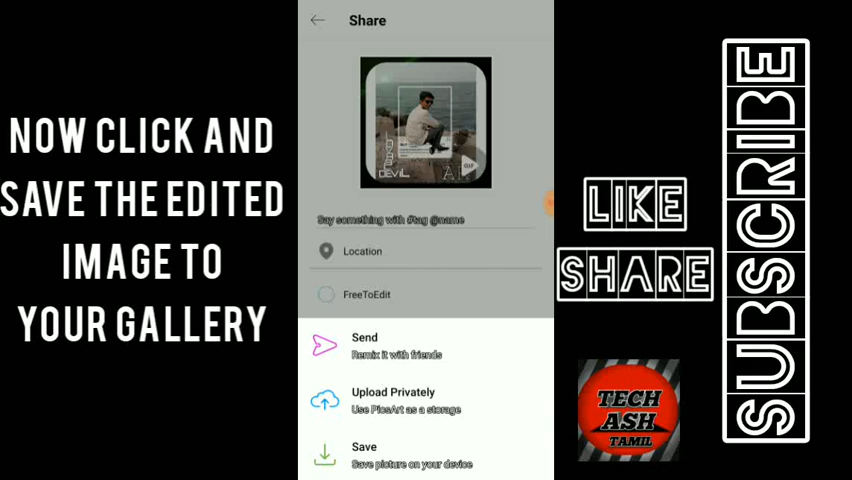 NOW CLICK AND
SAVE THE EDITED
IMAGE TO
YOUR GALLERY
Share
DEVIL
Say something with #tag @name
Location
FreeToEdit
Send
Remix it with friends
Upload Privately
Use PicsArt as a storage
Save
Save picture on your device
LIKE
SHARE
TECH
ASH
TAMIL
SUBSCRIBE